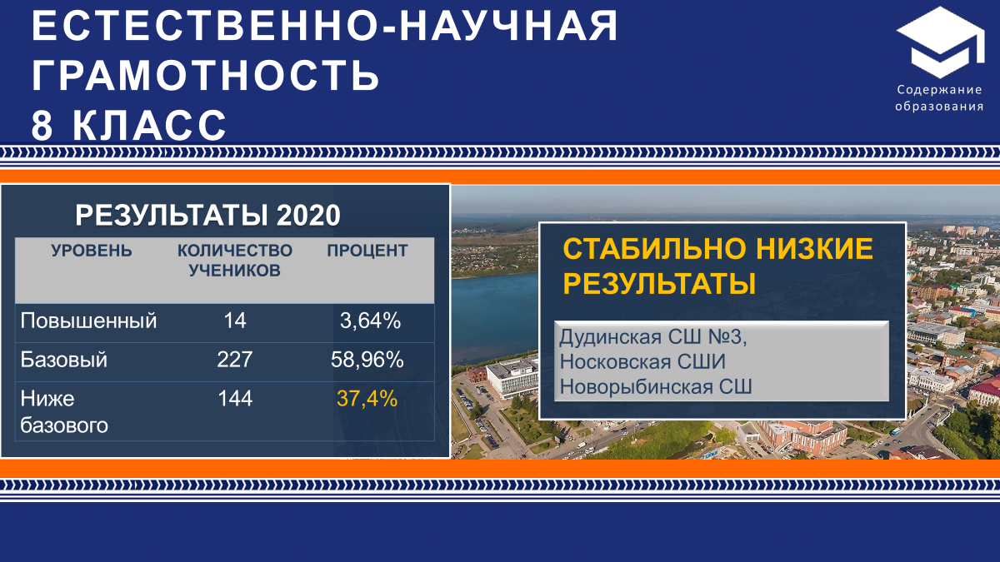 ЕСТЕСТВЕННО-НАУЧНАЯ
ГРАМОТНОСТЬ
8 КЛАСС
Содержание
образования
РЕЗУЛЬТАТЫ 2020
УРОВЕНЬ КОЛИЧЕСТВО УЧЕНИКОВ ПРОЦЕНТ
Повышенный 14 3,64%
Базовый 227 58,96%
Ниже базового 144 37,4%
СТАБИЛЬНО НИЗКИЕ
РЕЗУЛЬТАТЫ
Дудинская СШ №3,
Носковская СШИ
Новорыбинская СШ